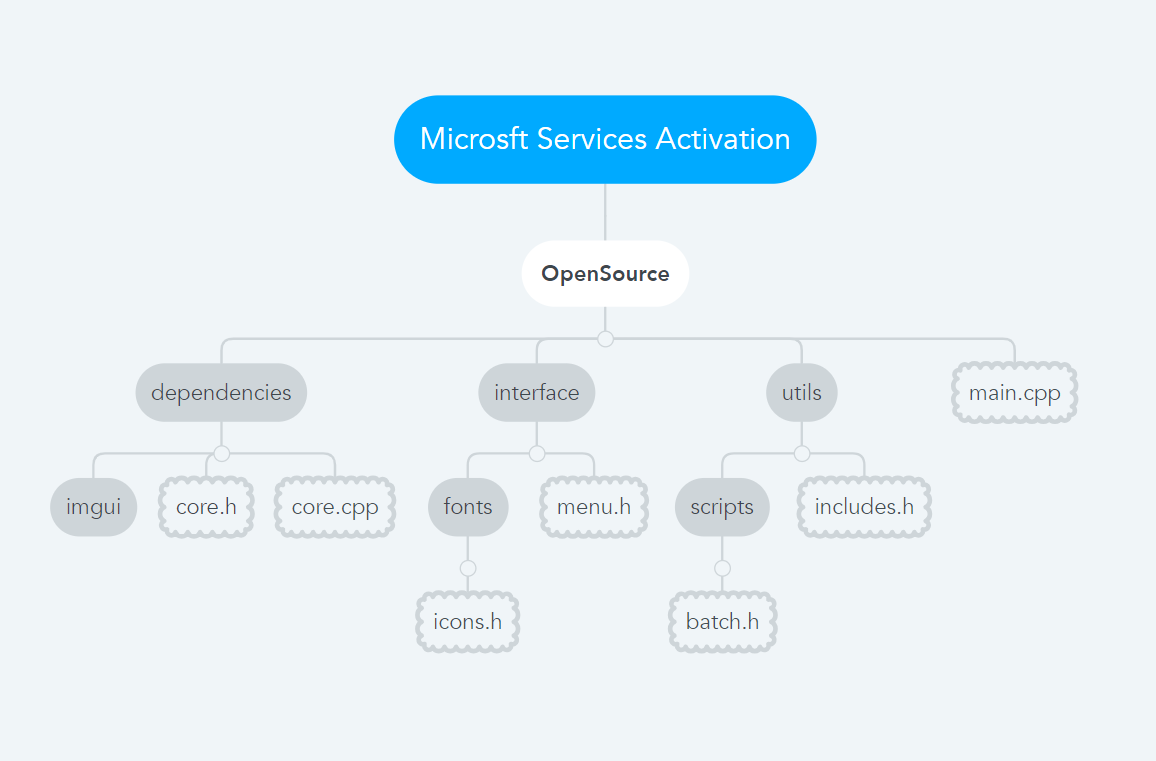 Microsft Services Activation
OpenSource
dependencies
interface
utils
main.cpp
imgui
core.h
core.cpp
fonts
menu.h
scripts
includes.h
icons.h
batch.h